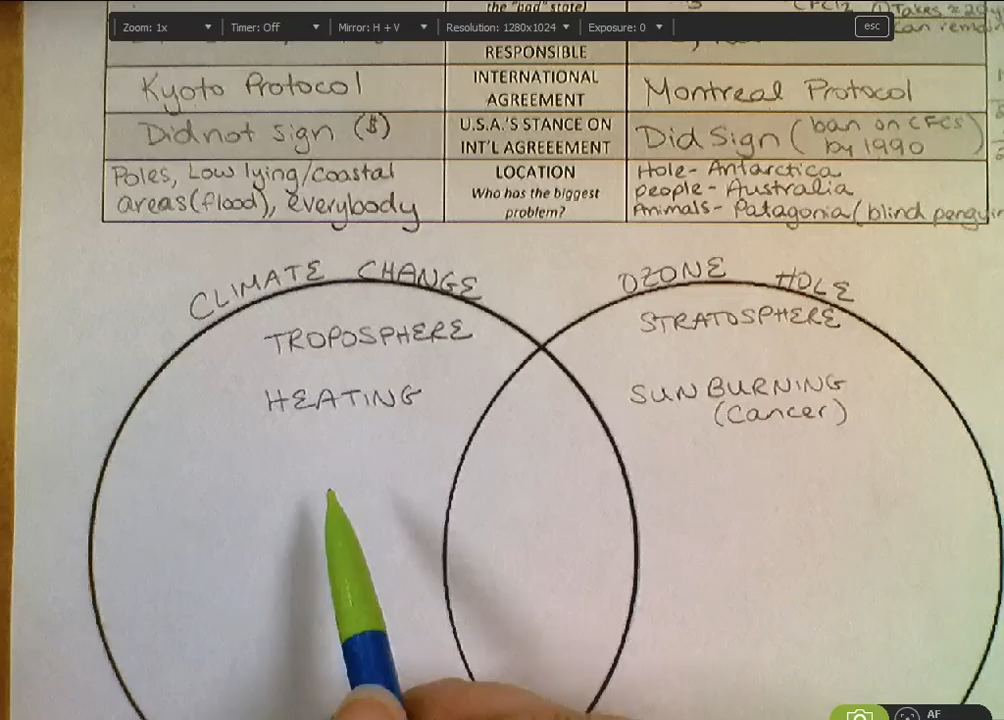 the "bad" state)
Zoom: 1x
Timer: Off
Mirror: H + V
Resolution: 1280x1024
Exposure: 0
esc
RESPONSIBLE
Kyoto Protocol
INTERNATIONAL
AGREEMENT
Montreal Protocol
Did not sign ($)
U.S.A.'S STANCE ON
INT'L AGREEEMENT
Did Sign (ban on CFCS
by 1990)
Poles, Low lying/coastal
areas (flood), everybody
LOCATION
Who has the biggest
problem?
Hole - Antarctica
people - Australia
Animals - Patagonia (blind
CLIMATE CHANGE
OZONE HOLE
TROPOSPHERE
STRATOSPHERE
HEATING
SUNBURNING
(Cancer)
AF